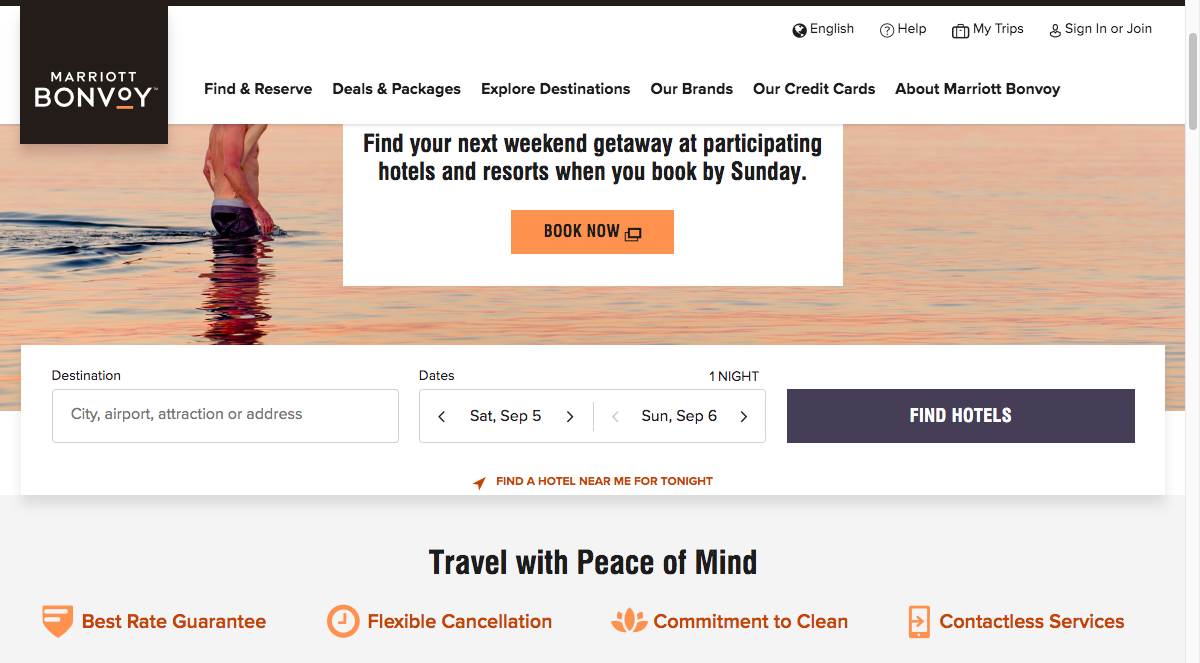 English
Help
My Trips
Sign In or Join
MARRIOTT
BONVOY™
Find & Reserve
Deals & Packages
Explore Destinations
Our Brands
Our Credit Cards
About Marriott Bonvoy
Find your next weekend getaway at participating
hotels and resorts when you book by Sunday.
BOOK NOW
Destination
Dates
1 NIGHT
City, airport, attraction or address
Sat, Sep 5
Sun, Sep 6
FIND HOTELS
FIND A HOTEL NEAR ME FOR TONIGHT
Travel with Peace of Mind
Best Rate Guarantee
Flexible Cancellation
Commitment to Clean
Contactless Services